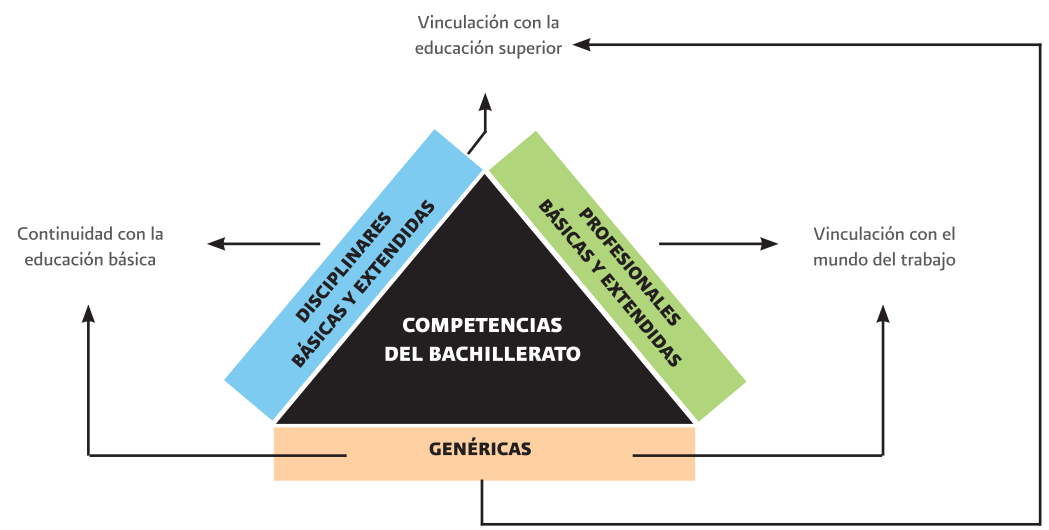 Vinculación con la
educación superior
Continuidad con la
educación básica
DISCIPLINARES
BÁSICAS Y EXTENDIDAS
PROFESIONALES
BÁSICAS Y EXTENDIDAS
Vinculación con el
mundo del trabajo
COMPETENCIAS
DEL BACHILLERATO
GENÉRICAS